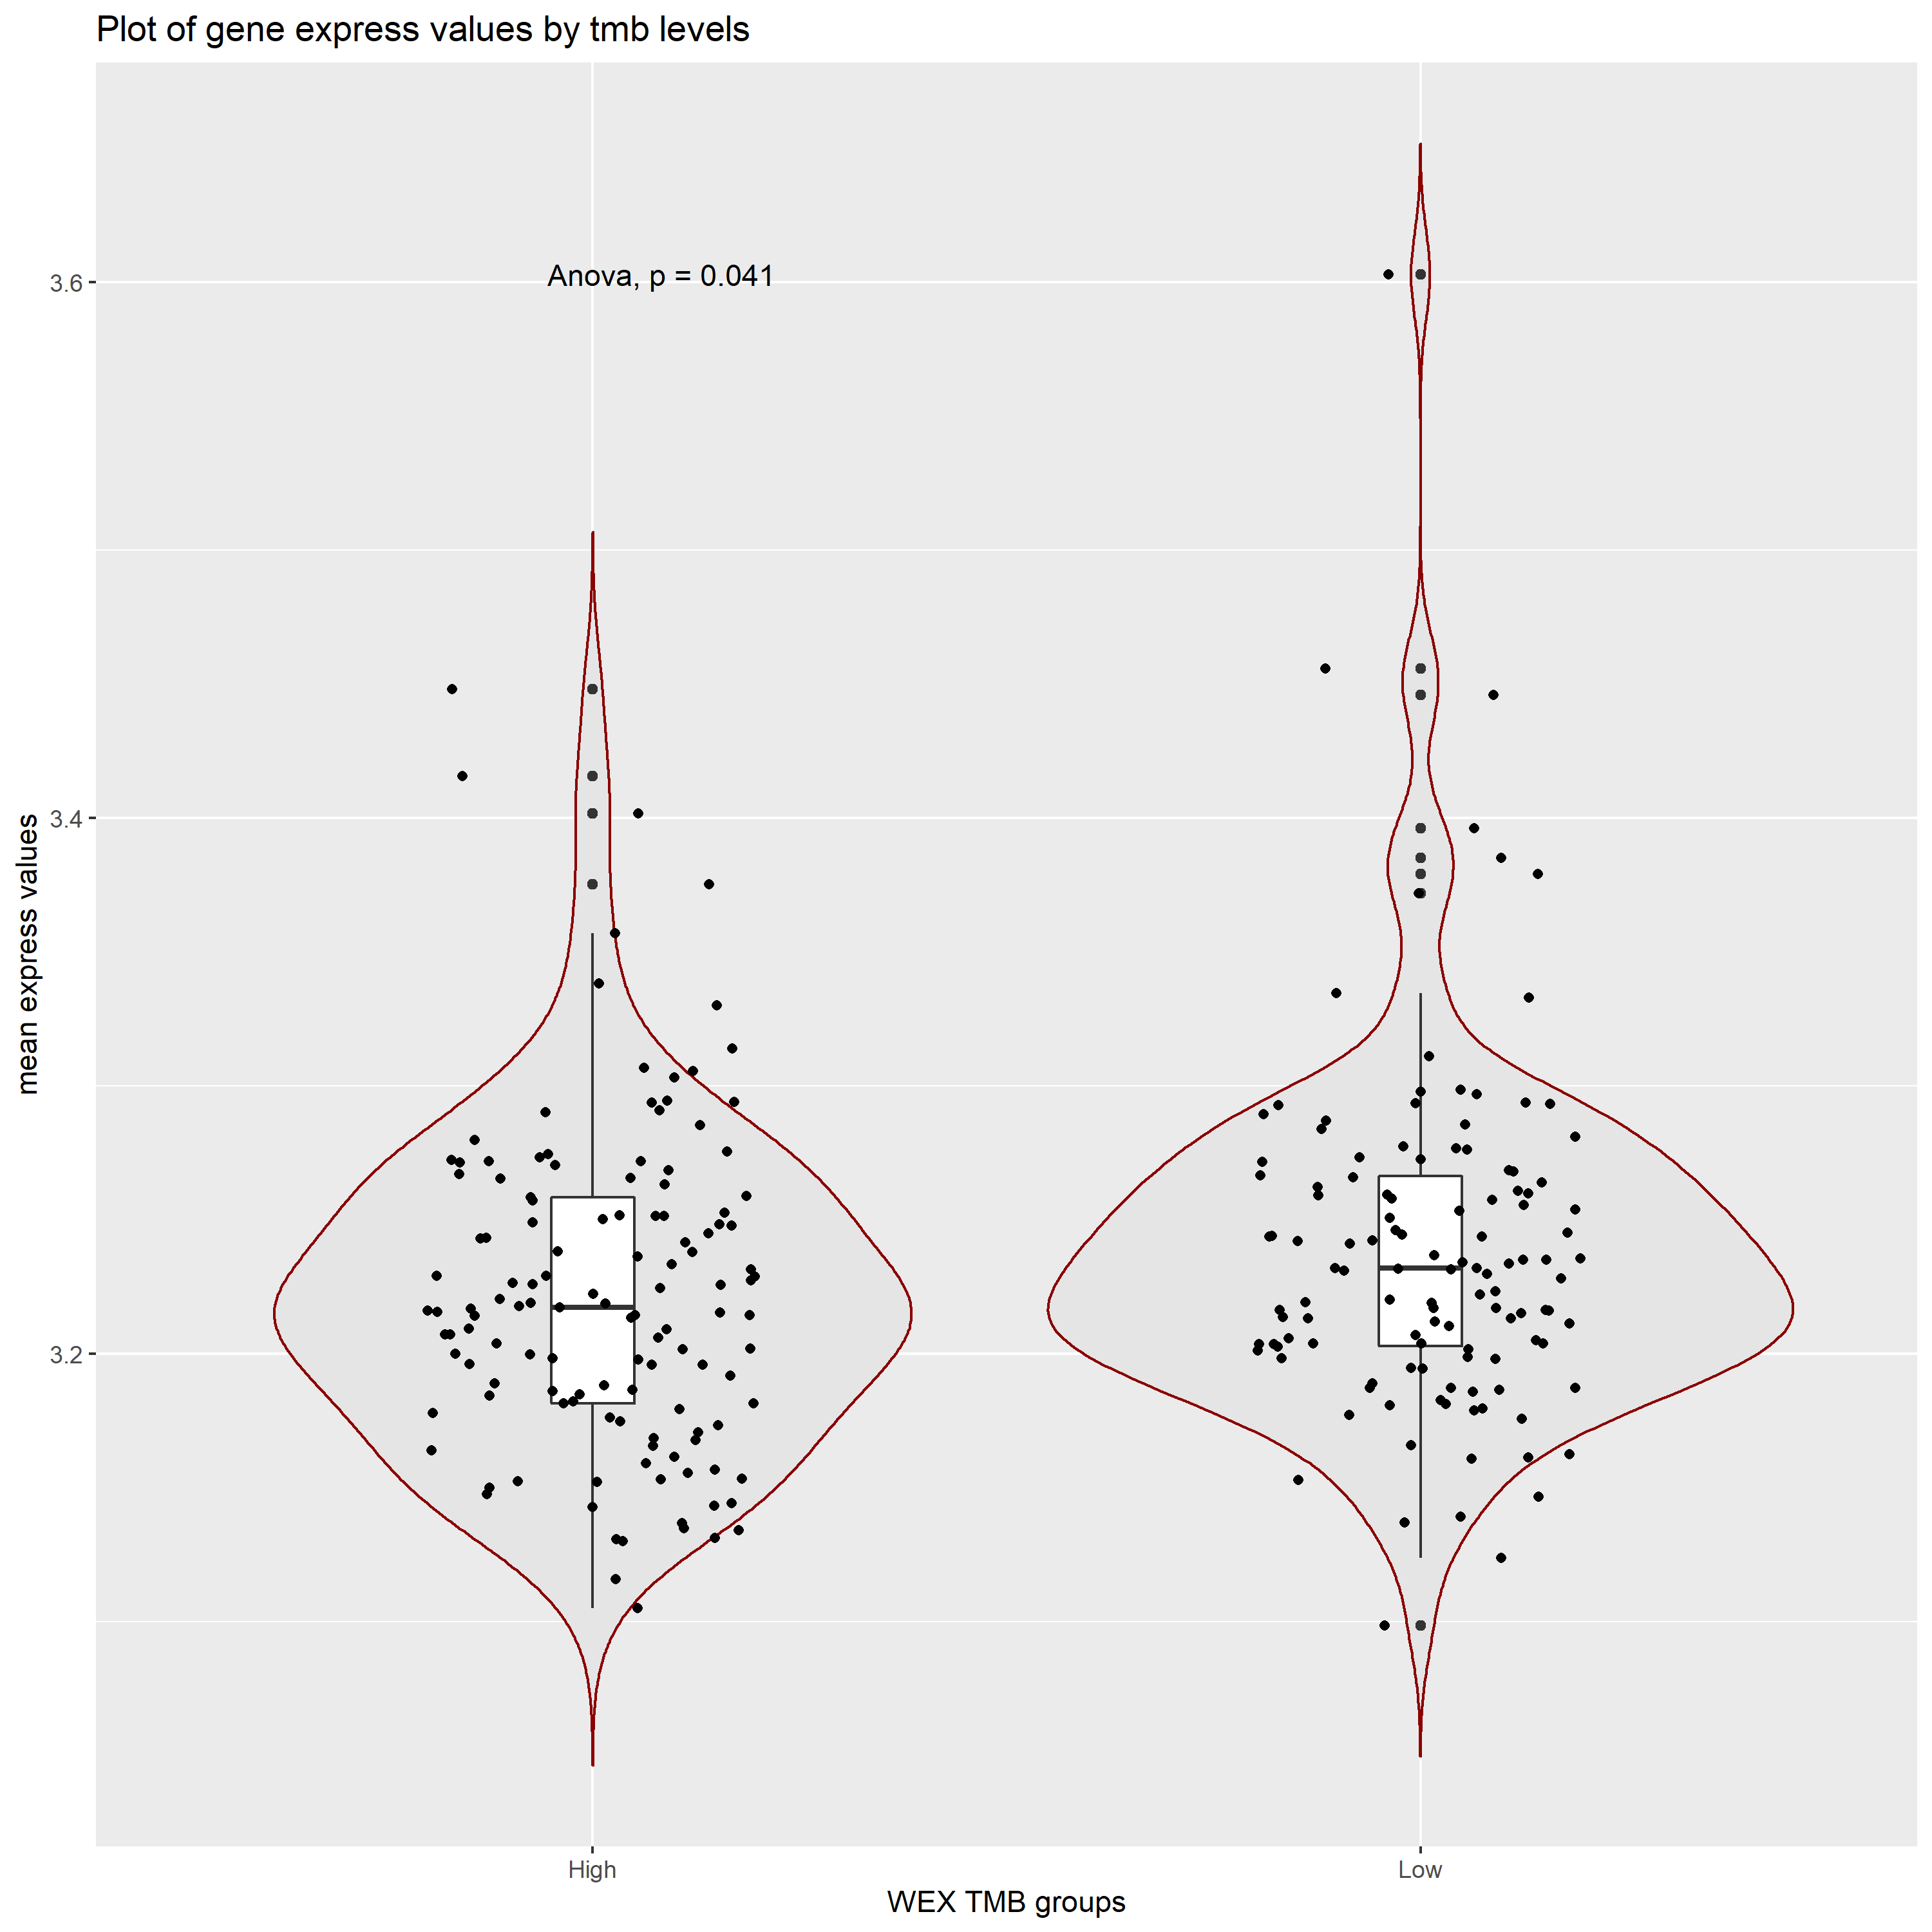 Plot of gene express values by tmb levels
Anova, p = 0.041
3.6
3.4
3.2
mean express values
High
Low
WEX TMB groups